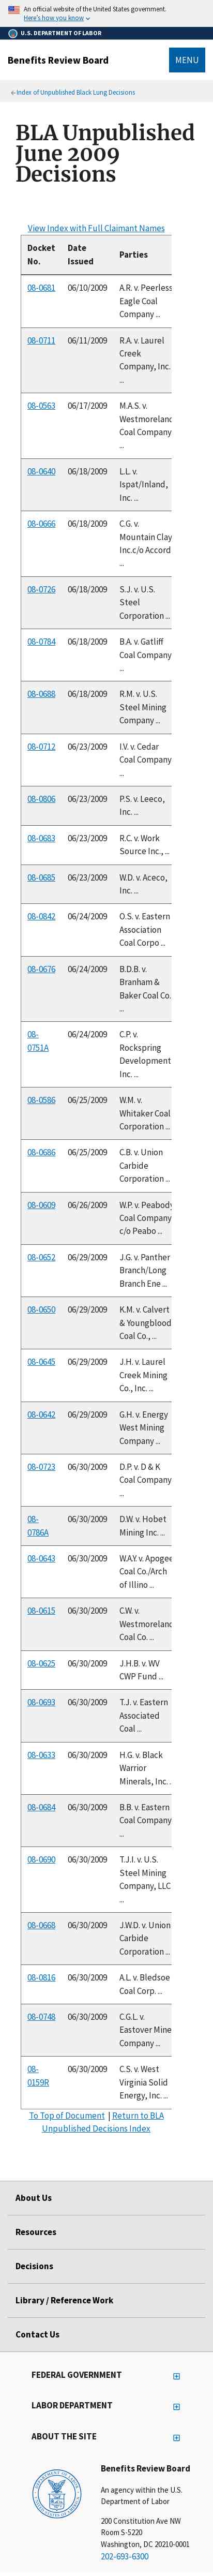 An official website of the United States government.
Here's how you know
U.S. DEPARTMENT OF LABOR
Benefits Review Board
MENU
Index of Unpublished Black Lung Decisions
BLA Unpublished
June 2009
Decisions
View Index with Full Claimant Names
Docket Date Parties
No. Issued
08-0681 06/10/2009 A.R. v. Peerless
Eagle Coal
Company ...
08-0711 06/11/2009 R.A. v. Laurel
Creek
Company, Inc.
...
08-0563 06/17/2009 M.A.S. v.
Westmoreland
Coal Company
...
08-0640 06/18/2009 L.L. v.
Ispat/Inland,
Inc. ...
08-0666 06/18/2009 C.G. v.
Mountain Clay
Inc.c/o Accord
...
08-0726 06/18/2009 S.J. v. U.S.
Steel
Corporation ...
08-0784 06/18/2009 B.A. v. Gatliff
Coal Company
...
08-0688 06/18/2009 R.M. v. U.S.
Steel Mining
Company ...
08-0712 06/23/2009 I.V. v. Cedar
Coal Company
...
08-0806 06/23/2009 P.S. v. Leeco,
Inc. ...
08-0683 06/23/2009 R.C. v. Work
Source Inc., ...
08-0685 06/23/2009 W.D. v. Aceco,
Inc. ...
08-0842 06/24/2009 O.S. v. Eastern
Association
Coal Corpo ...
08-0676 06/24/2009 B.D.B. v.
Branham &
Baker Coal Co.
...
08- 06/24/2009 C.P. v.
0751A Rockspring
Development
Inc. ...
08-0586 06/25/2009 W.M. v.
Whitaker Coal
Corporation ...
08-0686 06/25/2009 C.B. v. Union
Carbide
Corporation ...
08-0609 06/26/2009 W.P. v. Peabody
Coal Company
c/o Peabo ...
08-0652 06/29/2009 J.G. v. Panther
Branch/Long
Branch Ene ...
08-0650 06/29/2009 K.M. v. Calvert
& Youngblood
Coal Co., ...
08-0645 06/29/2009 J.H. v. Laurel
Creek Mining
Co., Inc. ...
08-0642 06/29/2009 G.H. v. Energy
West Mining
Company ...
08-0723 06/30/2009 D.P. v. D & K
Coal Company
...
08- 06/30/2009 D.W. v. Hobet
0786A Mining Inc. ...
08-0643 06/30/2009 W.A.Y. v. Apogee
Coal Co./Arch
of Illino ...
08-0615 06/30/2009 C.W. v.
Westmoreland
Coal Co. ...
08-0625 06/30/2009 J.H.B. v. WV
CWP Fund ...
08-0693 06/30/2009 T.J. v. Eastern
Associated
Coal ...
08-0633 06/30/2009 H.G. v. Black
Warrior
Minerals, Inc. .
08-0684 06/30/2009 B.B. v. Eastern
Coal Company
...
08-0690 06/30/2009 T.J.I. v. U.S.
Steel Mining
Company, LLC
...
08-0668 06/30/2009 J.W.D. v. Union
Carbide
Corporation ...
08-0816 06/30/2009 A.L. v. Bledsoe
Coal Corp. ...
08-0748 06/30/2009 C.G.L. v.
Eastover Mine
Company ...
08- 06/30/2009 C.S. v. West
0159R Virginia Solid
Energy, Inc. ...
To Top of Document | Return to BLA
Unpublished Decisions Index
About Us
Resources
Decisions
Library / Reference Work
Contact Us
FEDERAL GOVERNMENT
LABOR DEPARTMENT
ABOUT THE SITE
Benefits Review Board
An agency within the U.S.
Department of Labor
200 Constitution Ave NW
Room S-5220
Washington, DC 20210-0001
202-693-6300